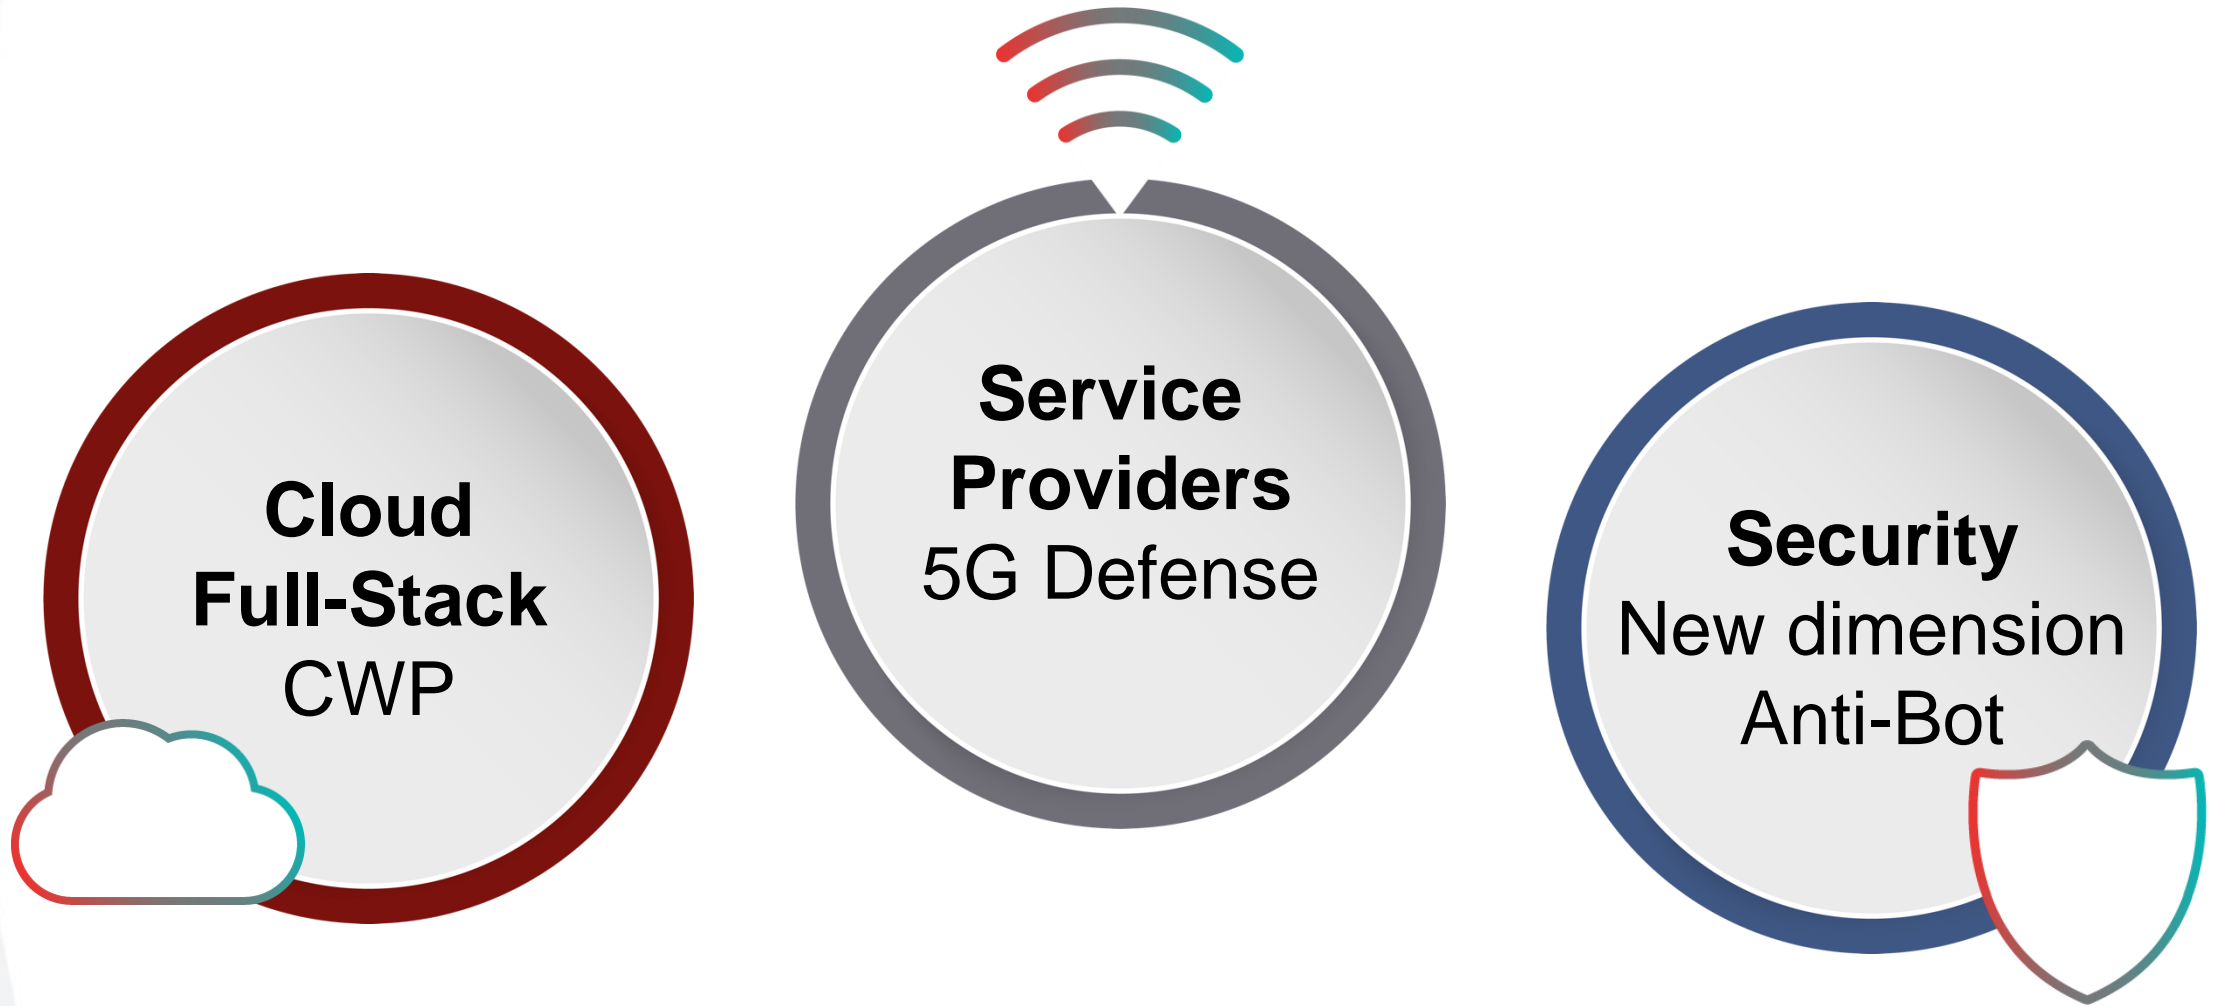 Cloud
Full-Stack
CWP
Service
Providers
5G Defense
Security
New dimension
Anti-Bot